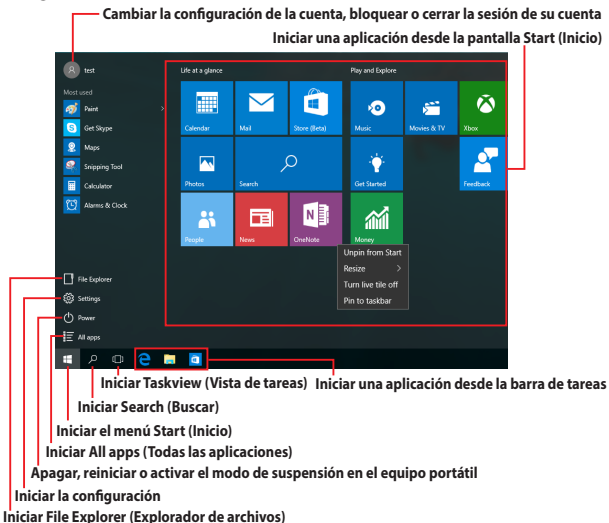 Cambiar la configuración de la cuenta, bloquear o cerrar la sesión de su cuenta
Iniciar una aplicación desde la pantalla Start (Inicio)
test
Life at a glance
Play and Explore
Most used
Paint
Get Skype
Maps
Snipping Tool
Calculator
Alarms & Clock
Calendar
Mail
Store (Beta)
Music
Movies & TV
Xbox
Photos
Search
Get Started
Feedback
People
News
OneNote
Money
Unpin from Start
Resize
Turn live tile off
Pin to taskbar
File Explorer
Settings
Power
All apps
Iniciar Taskview (Vista de tareas)
Iniciar una aplicación desde la barra de tareas
Iniciar Search (Buscar)
Iniciar el menú Start (Inicio)
Iniciar All apps (Todas las aplicaciones)
Apagar, reiniciar o activar el modo de suspensión en el equipo portátil
Iniciar la configuración
Iniciar File Explorer (Explorador de archivos)